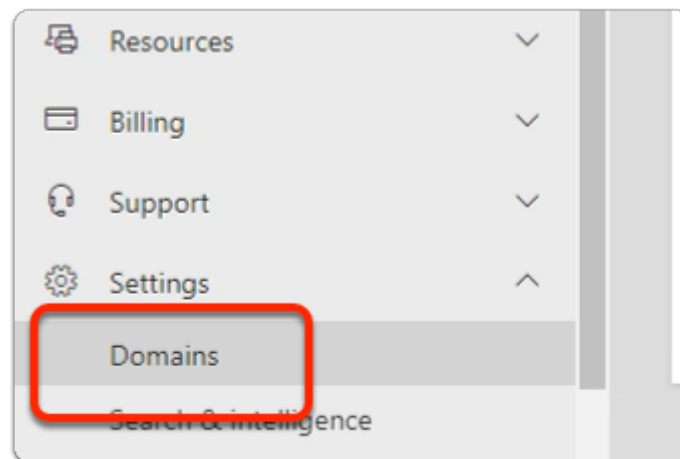 Resources
Billing
Support
Settings
Domains
Search & intelligence